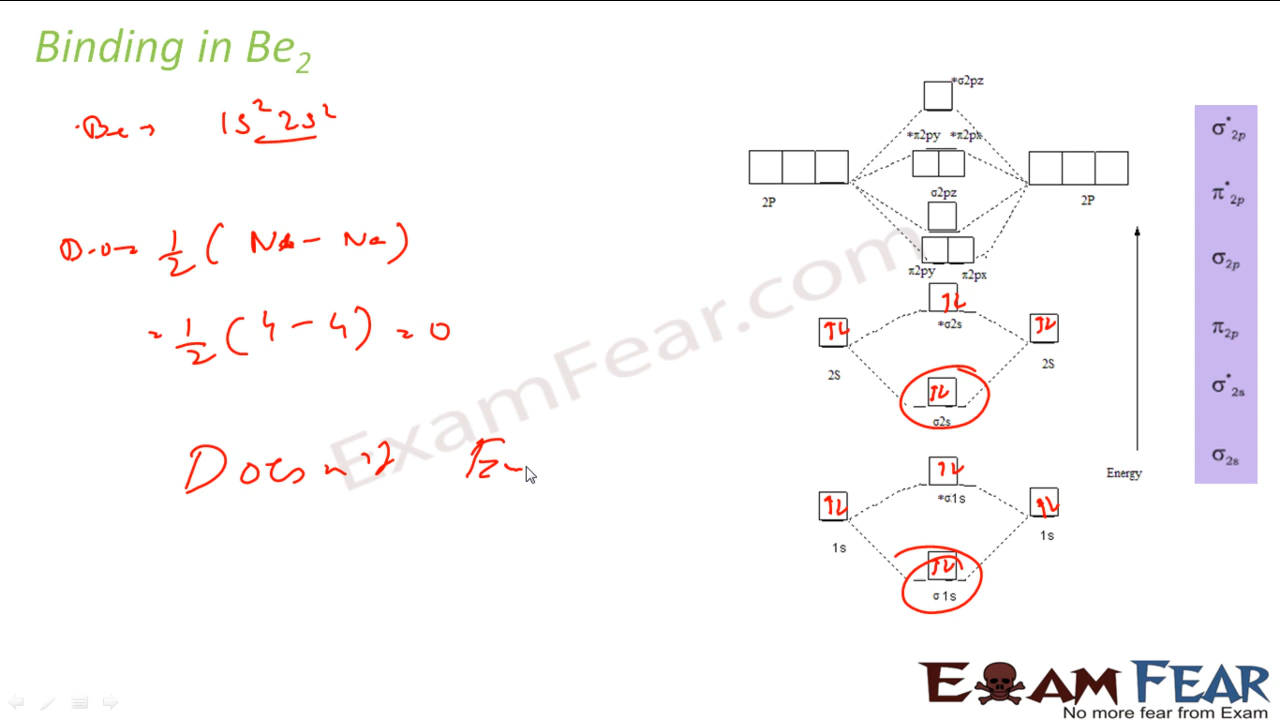 Binding in Be2
Be → 1s² 2s²
B.O → 1/2 ( Nb - Na )
= 1/2 ( 4 - 4 ) = 0
Does not
*σ2pz
*π2py *π2px
2P
σ2pz
2P
π2py π2px
*σ2s
2S
2S
σ2s
*σ1s
1s
1s
σ1s
Energy
σ*2p
π*2p
σ2p
π2p
σ*2s
σ2s
ExamFear.com
EXAM FEAR
No more fear from Exam